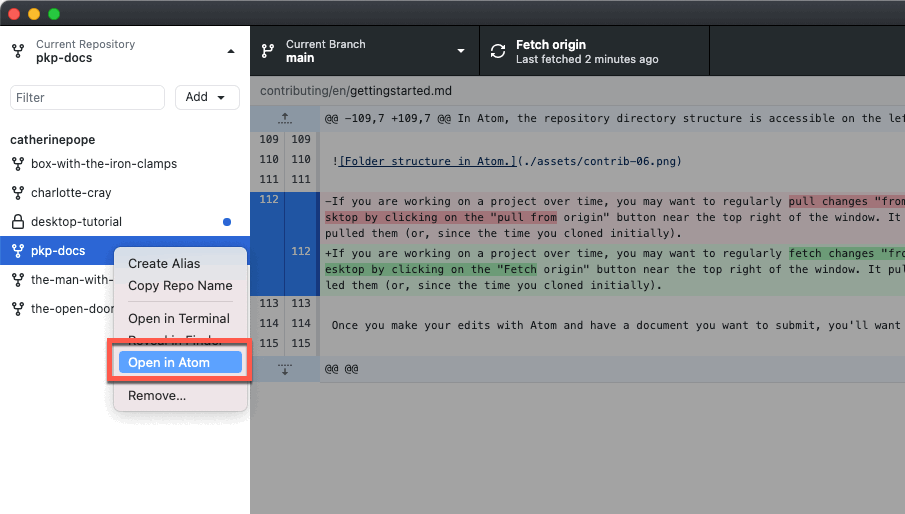 Current Repository
pkp-docs
Current Branch
main
Fetch origin
Last fetched 2 minutes ago
Filter
Add
catherinepope
box-with-the-iron-clamps
charlotte-cray
desktop-tutorial
pkp-docs
the-man-with-
the-open-door
Create Alias
Copy Repo Name
Open in Terminal
Reveal in Finder
Open in Atom
Remove...
contributing/en/gettingstarted.md
@@ -109,7 +109,7 @@ In Atom, the repository directory structure is accessible on the lef
109 109
110 110 ![Folder structure in Atom.](./assets/contrib-06.png)
111 111
112 -If you are working on a project over time, you may want to regularly pull changes "from
sktop by clicking on the "pull from origin" button near the top right of the window. It
pulled them (or, since the time you cloned initially).
112 +If you are working on a project over time, you may want to regularly fetch changes "fro
esktop by clicking on the "Fetch origin" button near the top right of the window. It pul
led them (or, since the time you cloned initially).
113 113
114 114 Once you make your edits with Atom and have a document you want to submit, you'll want
115 115
@@ @@